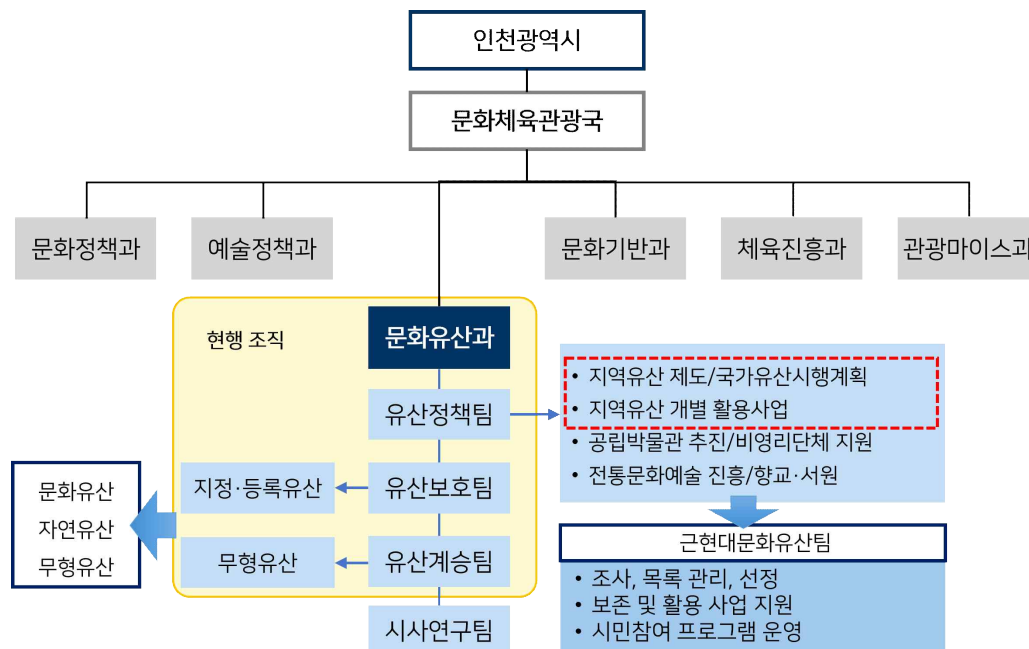 인천광역시
문화체육관광국
문화정책과
예술정책과
문화기반과
체육진흥과
관광마이스과
현행 조직
문화유산과
유산정책팀
• 지역유산 제도/국가유산시행계획
• 지역유산 개별 활용사업
• 공립박물관 추진/비영리단체 지원
• 전통문화예술 진흥/향교·서원
유산보호팀
지정·등록유산
문화유산
자연유산
무형유산
유산계승팀
무형유산
시사연구팀
근현대문화유산팀
• 조사, 목록 관리, 선정
• 보존 및 활용 사업 지원
• 시민참여 프로그램 운영